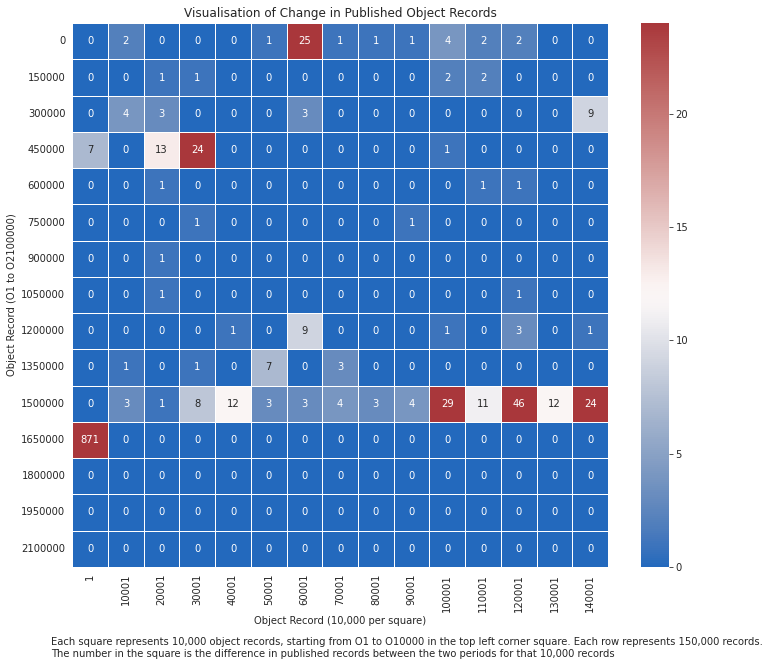 Visualisation of Change in Published Object Records
0 0 2 0 0 0 1 25 1 1 1 4 2 2 0 0
150000 0 0 1 1 0 0 0 0 0 0 2 2 0 0 0
300000 0 4 3 0 0 0 3 0 0 0 0 0 0 0 9
450000 7 0 13 24 0 0 0 0 0 0 1 0 0 0 0
600000 0 0 1 0 0 0 0 0 0 0 0 1 1 0 0
750000 0 0 0 1 0 0 0 0 0 1 0 0 0 0 0
900000 0 0 1 0 0 0 0 0 0 0 0 0 0 0 0
1050000 0 0 1 0 0 0 0 0 0 0 0 0 1 0 0
1200000 0 0 0 0 1 0 9 0 0 0 1 0 3 0 1
1350000 0 1 0 1 0 7 0 3 0 0 0 0 0 0 0
1500000 0 3 1 8 12 3 3 4 3 4 29 11 46 12 24
1650000 871 0 0 0 0 0 0 0 0 0 0 0 0 0 0
1800000 0 0 0 0 0 0 0 0 0 0 0 0 0 0 0
1950000 0 0 0 0 0 0 0 0 0 0 0 0 0 0 0
2100000 0 0 0 0 0 0 0 0 0 0 0 0 0 0 0
Object Record (O1 to O2100000)
1 10001 20001 30001 40001 50001 60001 70001 80001 90001 100001 110001 120001 130001 140001
Object Record (10,000 per square)
20
15
10
5
0
Each square represents 10,000 object records, starting from O1 to O10000 in the top left corner square. Each row represents 150,000 records.
The number in the square is the difference in published records between the two periods for that 10,000 records